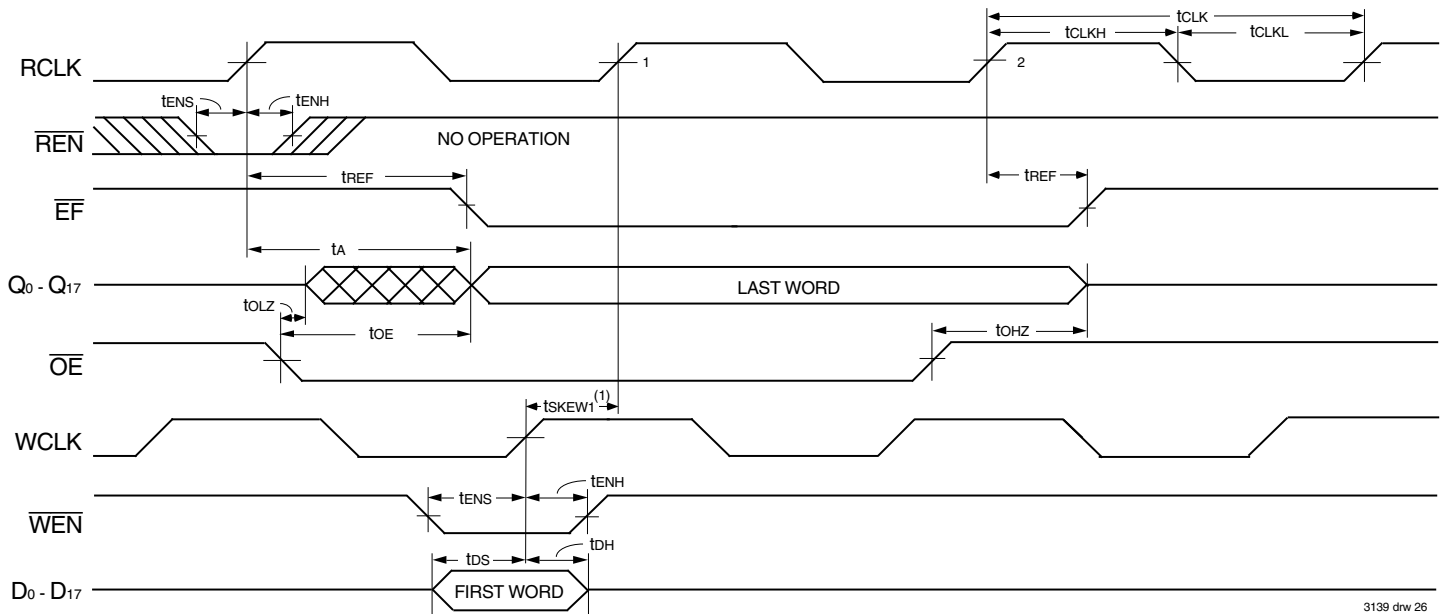 tCLK
tCLKH tCLKL
RCLK 1 2
tENS tENH
REN NO OPERATION
tREF tREF
EF
tA
Q0 - Q17 LAST WORD
tOLZ
tOE tOHZ
OE
tSKEW1(1)
WCLK
tENS tENH
WEN
tDS tDH
D0 - D17 FIRST WORD
3139 drw 26